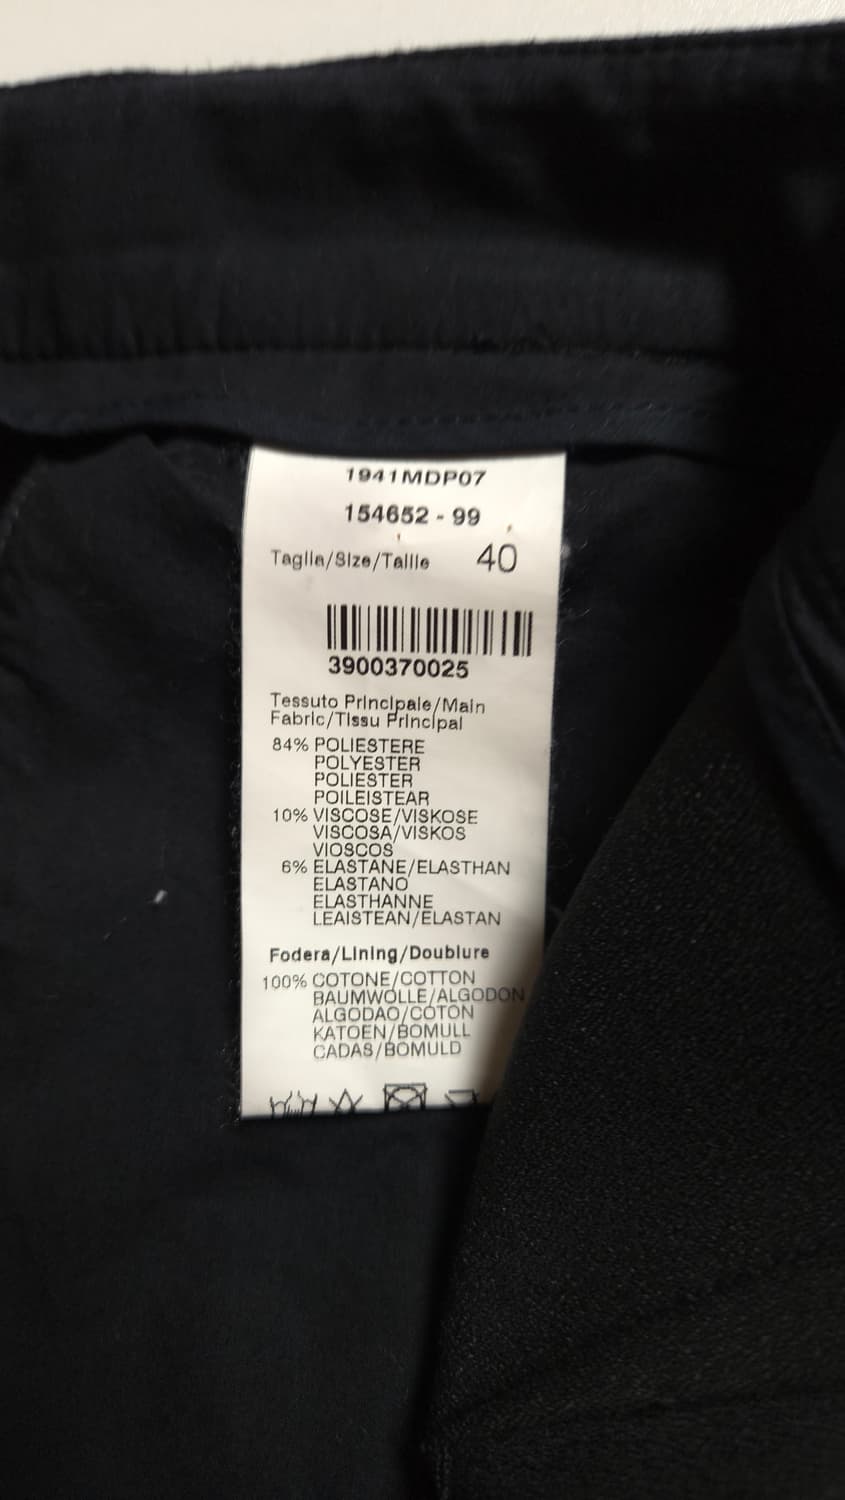 1941MDP07
154652 - 99
Taglia/Size/Taille 40
3900370025
Tessuto Principale/Main
Fabric/Tissu Principal
84% POLIESTERE
POLYESTER
POLIESTER
POILEISTEAR
10% VISCOSE/VISKOSE
VISCOSA/VISKOS
VIOSCOS
6% ELASTANE/ELASTHAN
ELASTANO
ELASTHANNE
LEAISTEAN/ELASTAN
Fodera/Lining/Doublure
100% COTONE/COTTON
BAUMWOLLE/ALGODON
ALGODAO/COTON
KATOEN/BOMULL
CADAS/BOMULD